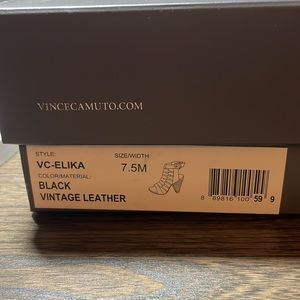 VINCECAMUTO.COM
STYLE: SIZE/WIDTH:
VC-ELIKA 7.5M
COLOR/MATERIAL:
BLACK
VINTAGE LEATHER
8 89816 100 59 9